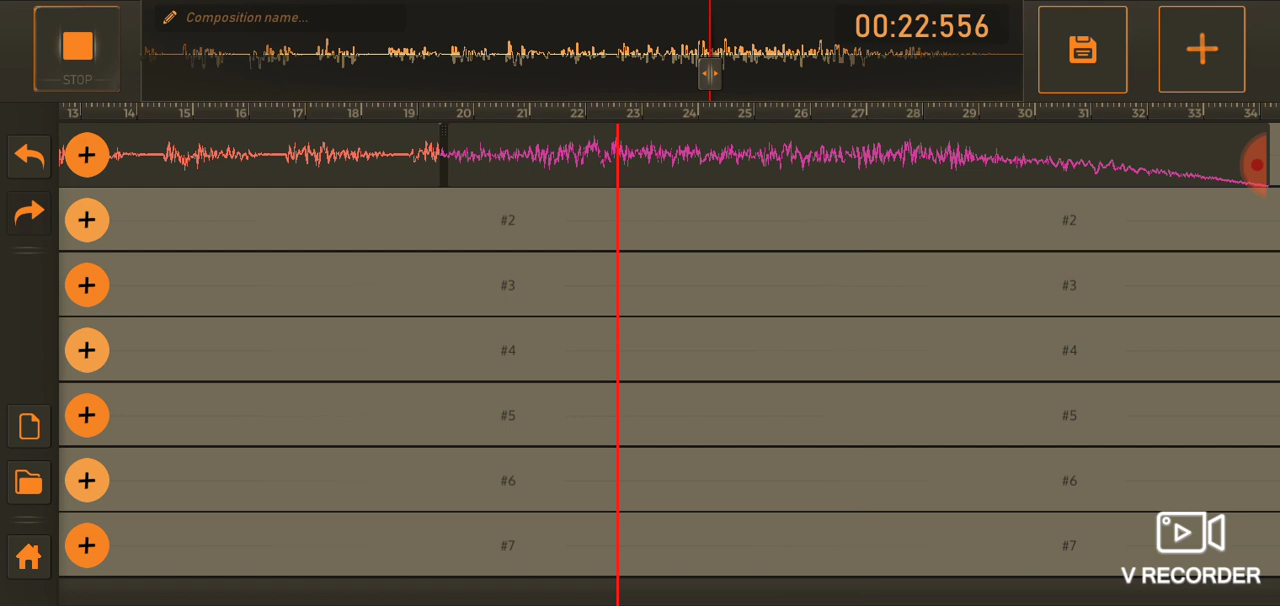 Composition name...
00:22:556
STOP
13 14 15 16 17 18 19 20 21 22 23 24 25 26 27 28 29 30 31 32 33 34
#2 #2
#3 #3
#4 #4
#5 #5
#6 #6
#7 #7
V RECORDER